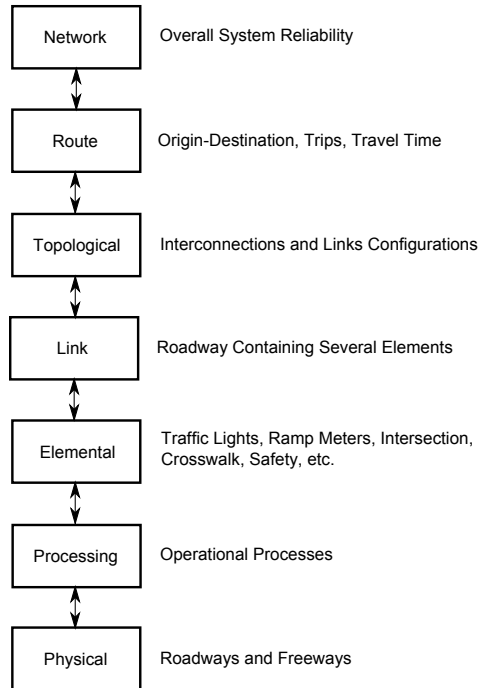 Network
Overall System Reliability
Route
Origin-Destination, Trips, Travel Time
Topological
Interconnections and Links Configurations
Link
Roadway Containing Several Elements
Elemental
Traffic Lights, Ramp Meters, Intersection,
Crosswalk, Safety, etc.
Processing
Operational Processes
Physical
Roadways and Freeways